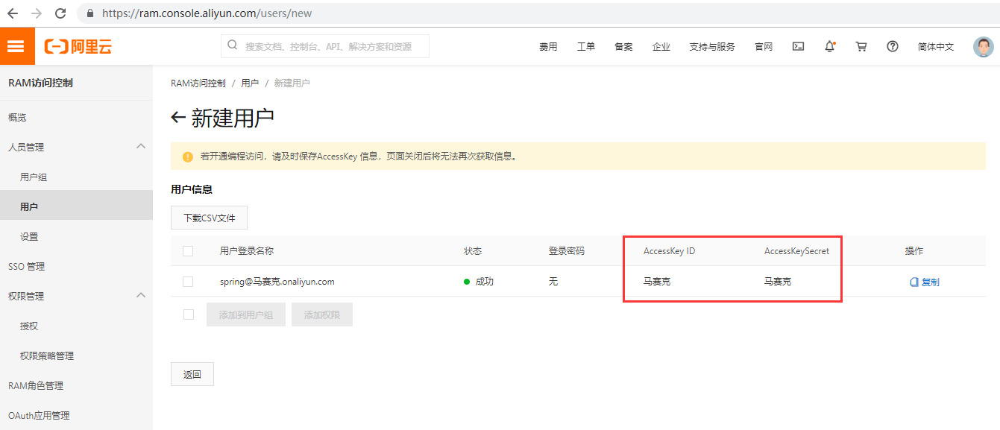 https://ram.console.aliyun.com/users/new
阿里云
搜索文档、控制台、API、解决方案和资源
费用 工单 备案 企业 支持与服务 官网 简体中文
RAM访问控制
概览
人员管理
用户组
用户
设置
SSO 管理
权限管理
授权
权限策略管理
RAM角色管理
OAuth应用管理
RAM访问控制 / 用户 / 新建用户
新建用户
若开通编程访问，请及时保存AccessKey 信息，页面关闭后将无法再次获取信息。
用户信息
下载CSV文件
用户登录名称 状态 登录密码 AccessKey ID AccessKeySecret 操作
spring@马赛克.onaliyun.com 成功 无 马赛克 马赛克 复制
添加到用户组 添加权限
返回